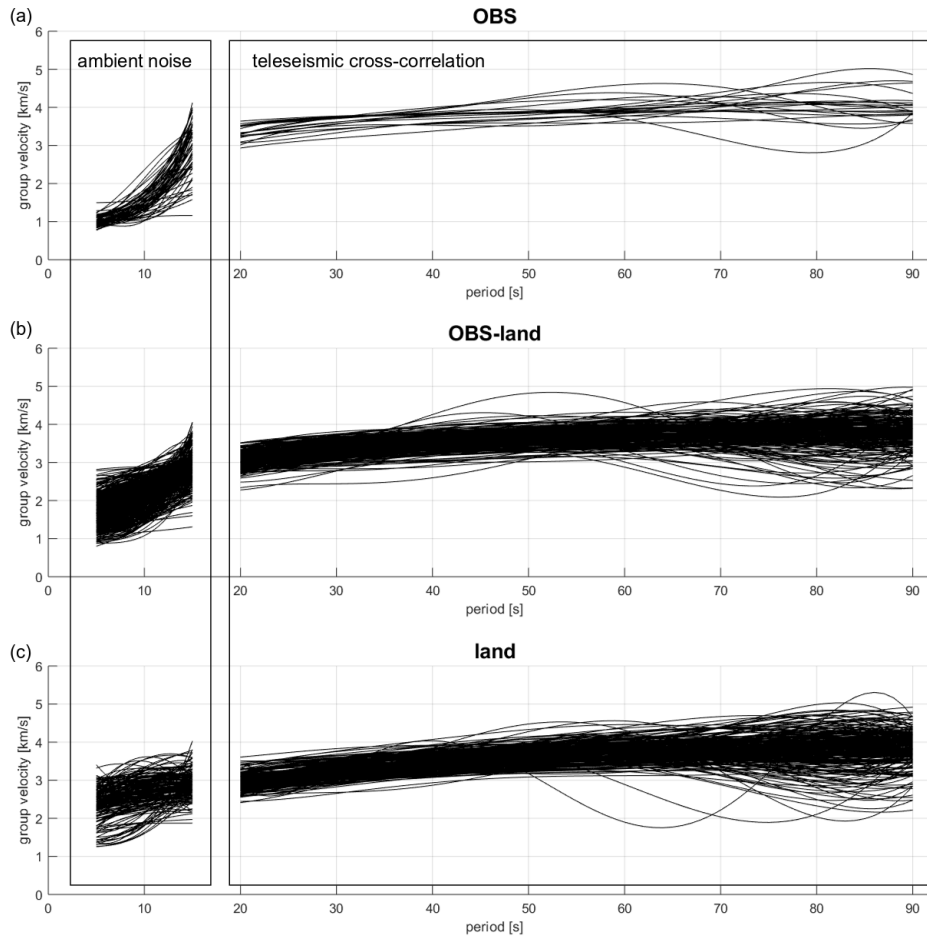 (a)
OBS
ambient noise
teleseismic cross-correlation
group velocity [km/s]
6
5
4
3
2
1
0
0 10 20 30 40 50 60 70 80 90
period [s]
(b)
OBS-land
group velocity [km/s]
6
5
4
3
2
1
0
0 10 20 30 40 50 60 70 80 90
period [s]
(c)
land
group velocity [km/s]
6
5
4
3
2
1
0
0 10 20 30 40 50 60 70 80 90
period [s]